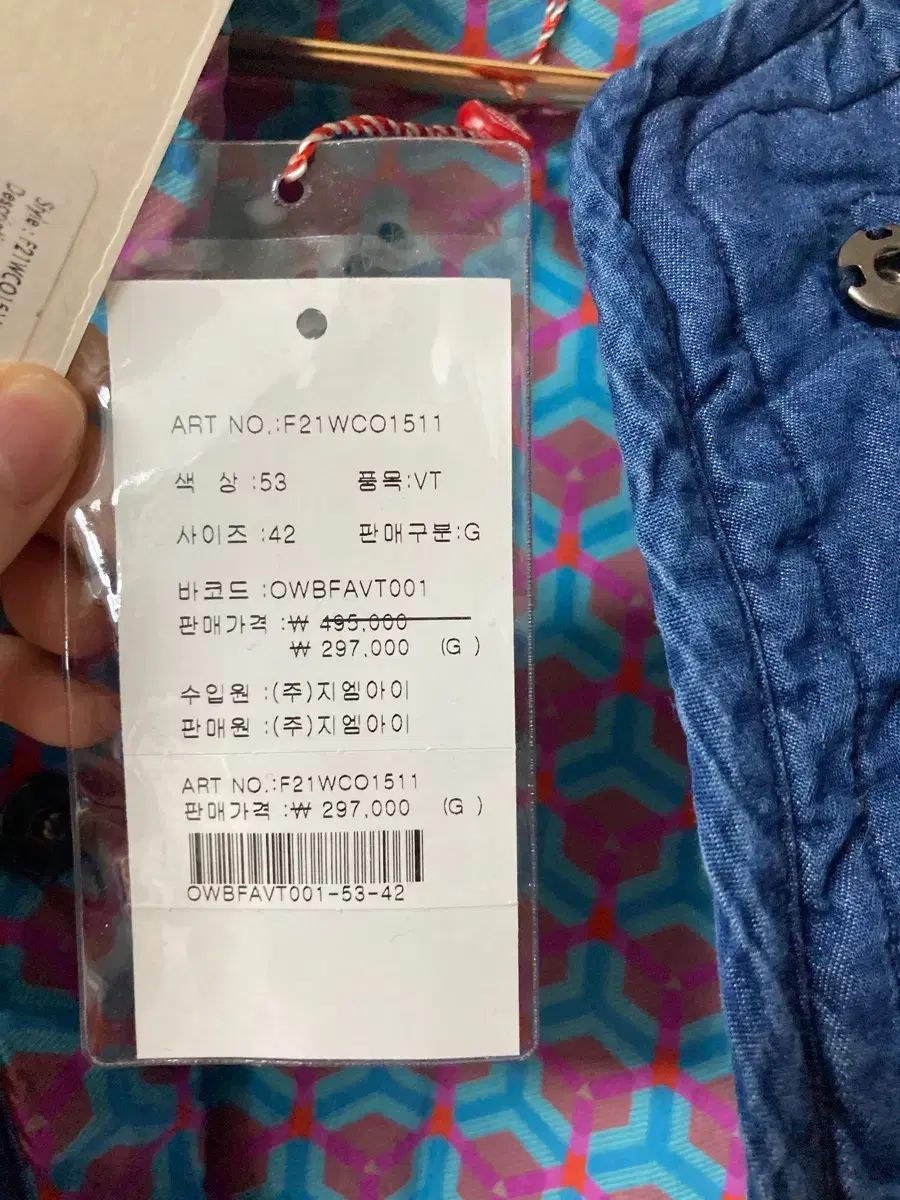 Style: F21WCO1511
ART NO.:F21WCO1511
색 상 :53 품목:VT
사이즈 :42 판매구분:G
바코드 :OWBFAVT001
판매가격 :₩ 495,000
₩ 297,000 (G )
수입원 :(주)지엠아이
판매원 :(주)지엠아이
ART NO.:F21WCO1511
판매가격 :₩ 297,000 (G )
OWBFAVT001-53-42